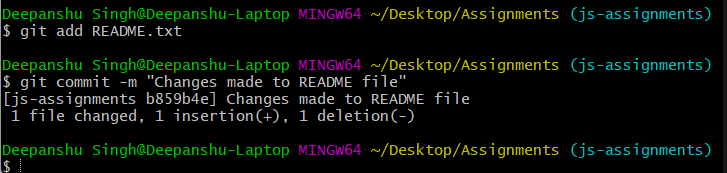 Deepanshu Singh@Deepanshu-Laptop MINGW64 ~/Desktop/Assignments (js-assignments)
$ git add README.txt
Deepanshu Singh@Deepanshu-Laptop MINGW64 ~/Desktop/Assignments (js-assignments)
$ git commit -m "Changes made to README file"
[js-assignments b859b4e] Changes made to README file
 1 file changed, 1 insertion(+), 1 deletion(-)
Deepanshu Singh@Deepanshu-Laptop MINGW64 ~/Desktop/Assignments (js-assignments)
$